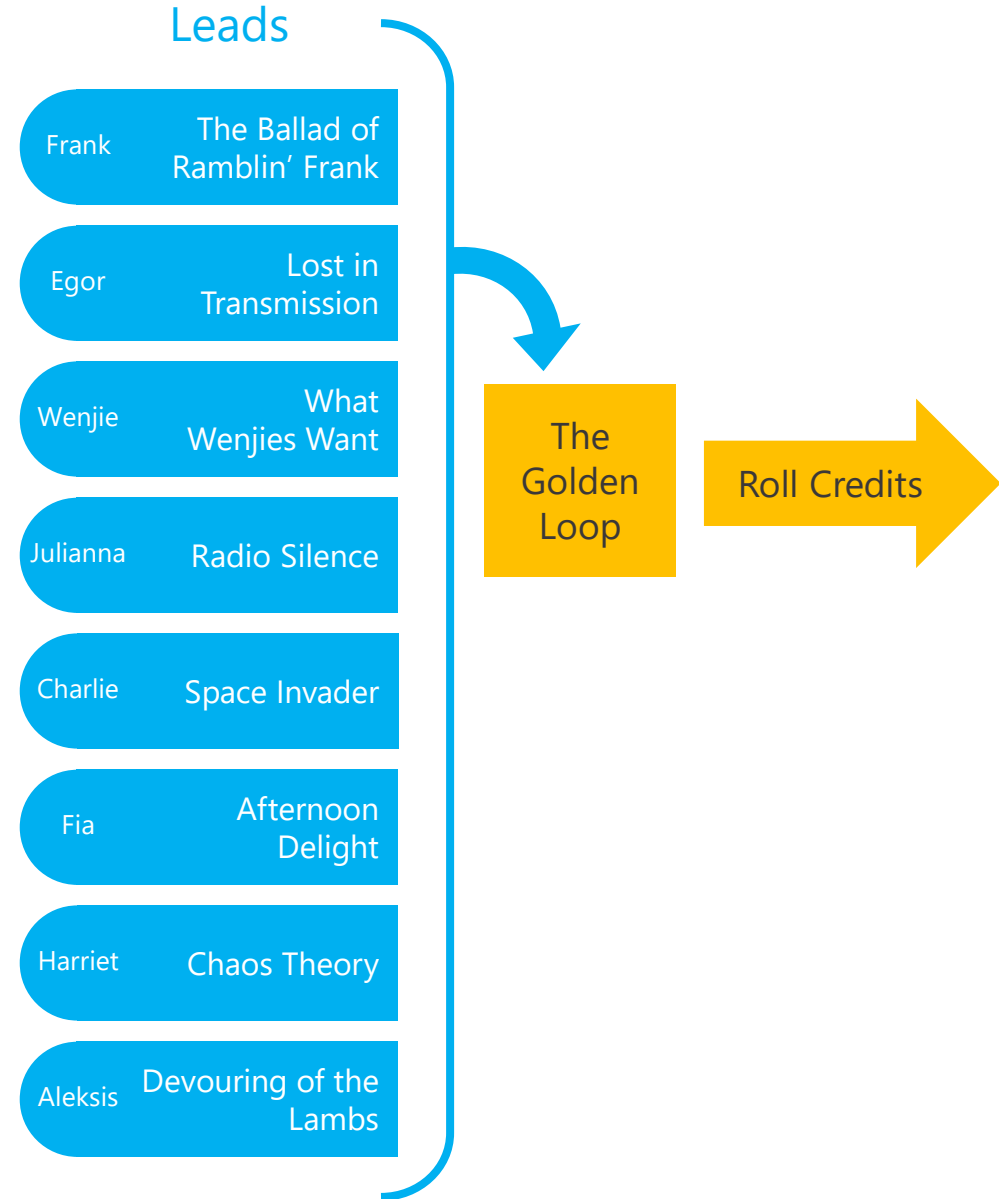 Leads
Frank
The Ballad of
Ramblin’ Frank
Egor
Lost in
Transmission
Wenjie
What
Wenjies Want
Julianna
Radio Silence
Charlie
Space Invader
Fia
Afternoon
Delight
Harriet
Chaos Theory
Aleksis
Devouring of the
Lambs
The
Golden
Loop
Roll Credits